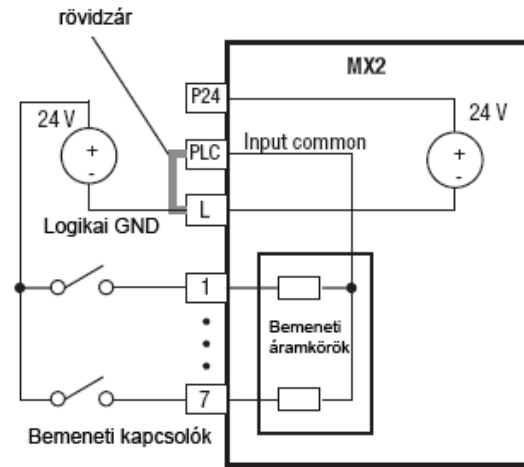 rövidzár
MX2
P24
24 V
24 V
+
-
+
-
PLC
Input common
L
Logikai GND
1
Bemeneti
áramkörök
7
Bemeneti kapcsolók